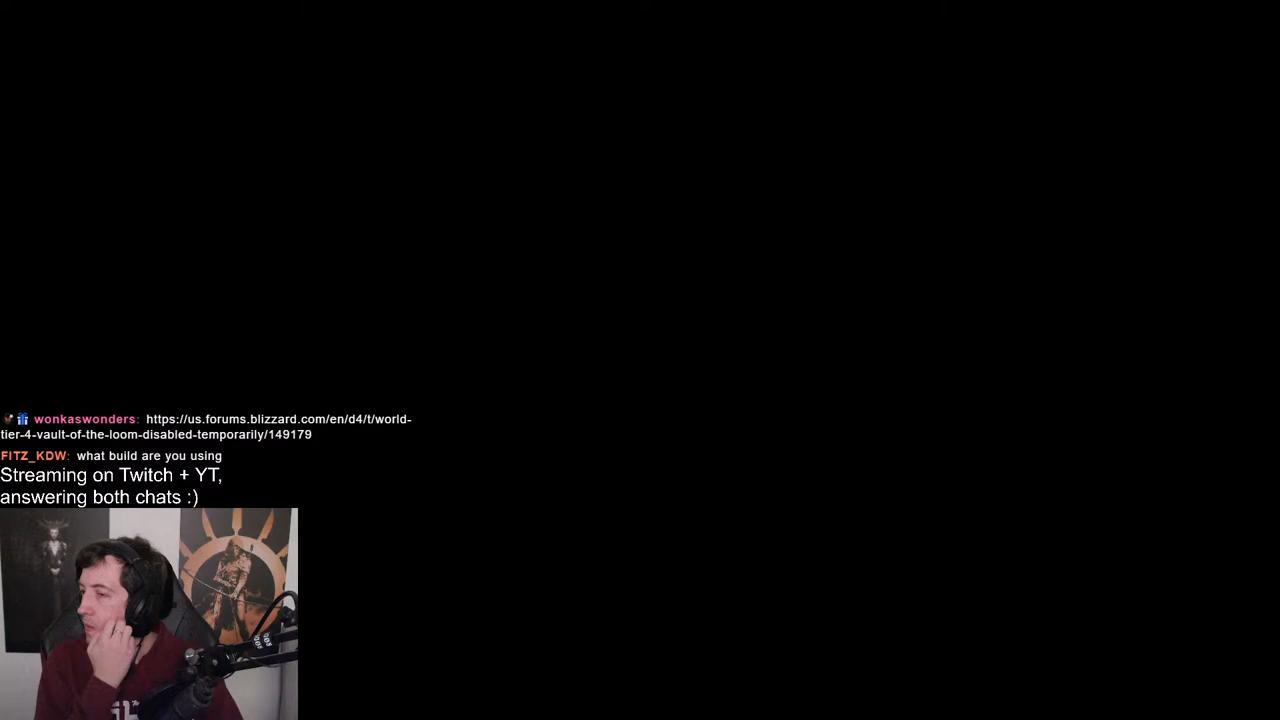 wonkaswonders: https://us.forums.blizzard.com/en/d4/t/world-
tier-4-vault-of-the-loom-disabled-temporarily/149179
FITZ_KDW: what build are you using
Streaming on Twitch + YT,
answering both chats :)